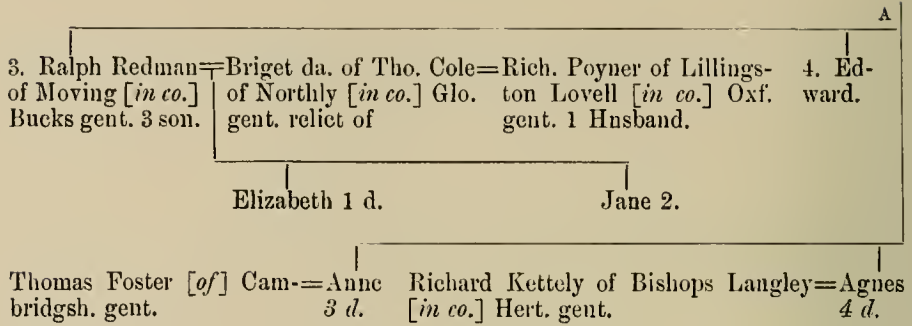 A
3. Ralph Redman=Briget da. of Tho. Cole=Rich. Poyner of Lillings- 4. Ed-
of Moving [in co.] of Northly [in co.] Glo. ton Lovell [in co.] Oxf. ward.
Bucks gent. 3 son. gent. relict of gent. 1 Husband.
Elizabeth 1 d. Jane 2.
Thomas Foster [of] Cam-=Anne Richard Kettely of Bishops Langley=Agnes
bridgsh. gent. 3 d. [in co.] Hert. gent. 4 d.